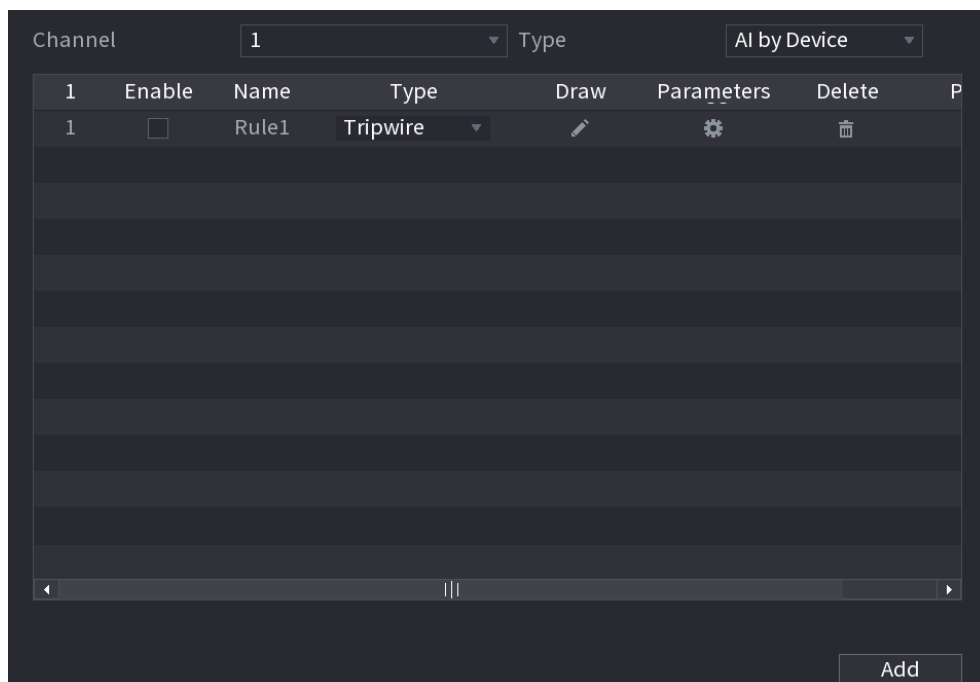 Channel 1 Type AI by Device
1 Enable Name Type Draw Parameters Delete P
1 Rule1 Tripwire
Add